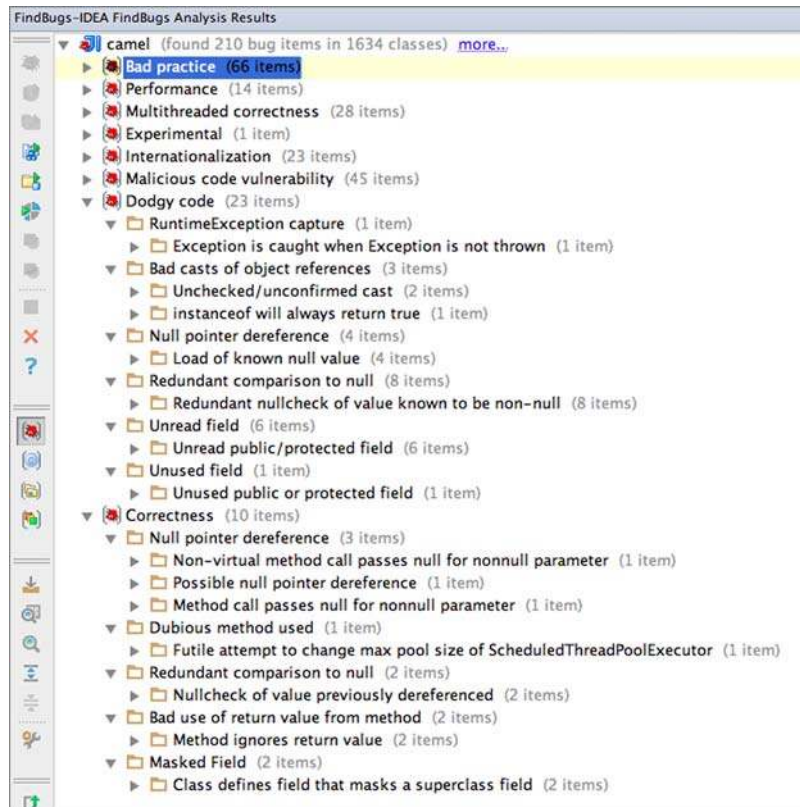 FindBugs-IDEA FindBugs Analysis Results
camel (found 210 bug items in 1634 classes) more...
Bad practice (66 items)
Performance (14 items)
Multithreaded correctness (28 items)
Experimental (1 item)
Internationalization (23 items)
Malicious code vulnerability (45 items)
Dodgy code (23 items)
RuntimeException capture (1 item)
Exception is caught when Exception is not thrown (1 item)
Bad casts of object references (3 items)
Unchecked/unconfirmed cast (2 items)
instanceof will always return true (1 item)
Null pointer dereference (4 items)
Load of known null value (4 items)
Redundant comparison to null (8 items)
Redundant nullcheck of value known to be non-null (8 items)
Unread field (6 items)
Unread public/protected field (6 items)
Unused field (1 item)
Unused public or protected field (1 item)
Correctness (10 items)
Null pointer dereference (3 items)
Non-virtual method call passes null for nonnull parameter (1 item)
Possible null pointer dereference (1 item)
Method call passes null for nonnull parameter (1 item)
Dubious method used (1 item)
Futile attempt to change max pool size of ScheduledThreadPoolExecutor (1 item)
Redundant comparison to null (2 items)
Nullcheck of value previously dereferenced (2 items)
Bad use of return value from method (2 items)
Method ignores return value (2 items)
Masked Field (2 items)
Class defines field that masks a superclass field (2 items)